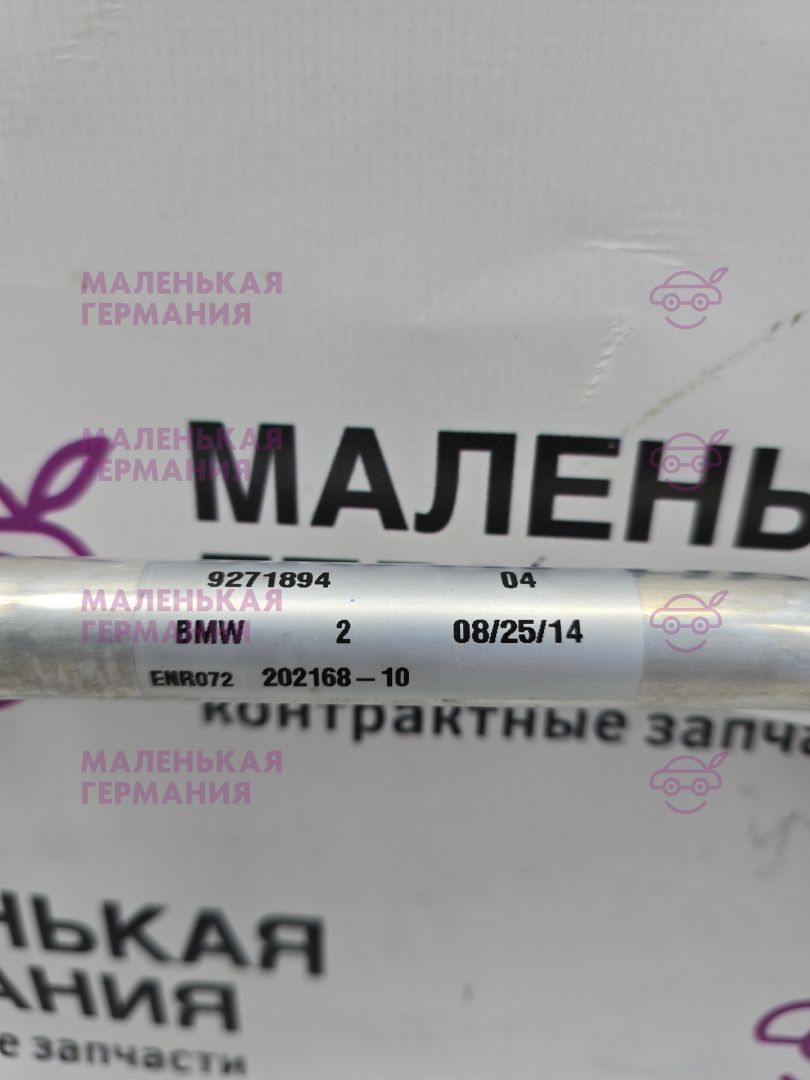 МАЛЕНЬКАЯ
ГЕРМАНИЯ
МАЛЕНЬ
МАЛЕНЬКАЯ
ГЕРМАНИЯ
9271894 04
BMW 2 08/25/14
ENR072 202168-10
МАЛЕНЬКАЯ
ГЕРМАНИЯ
контрактные запча
МАЛЕНЬКАЯ
ГЕРМАНИЯ
НЬКАЯ
АНИЯ
е запчасти